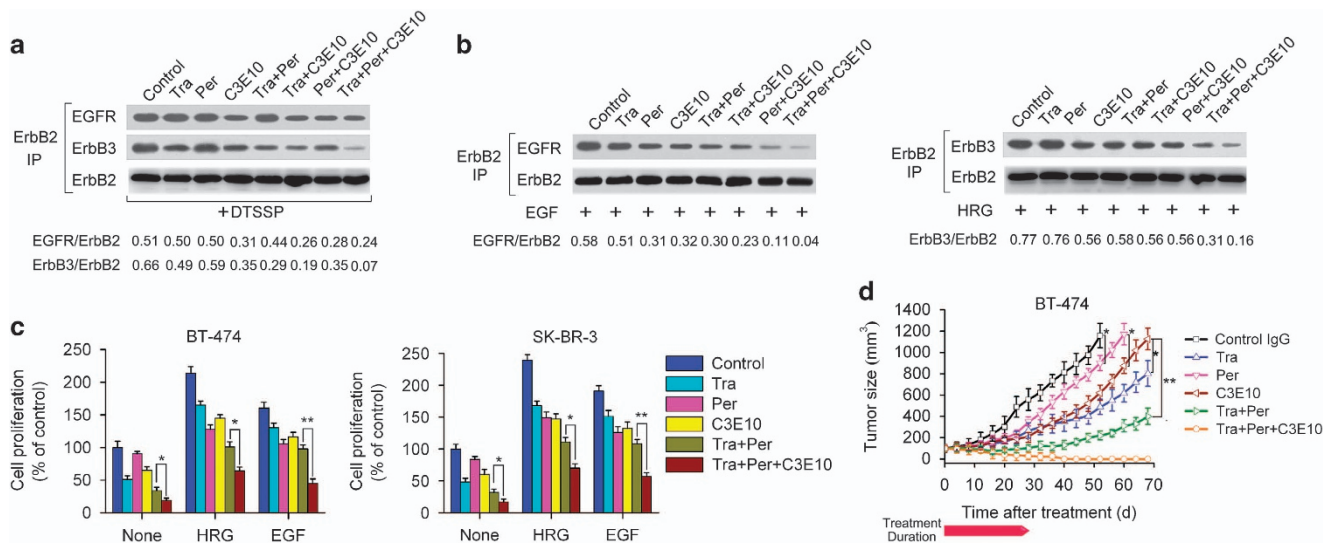 a
Control
Tra
Per
C3E10
Tra+Per
Tra+C3E10
Per+C3E10
Tra+Per+C3E10
ErbB2
IP
EGFR
ErbB3
ErbB2
+DTSSP
EGFR/ErbB2 0.51 0.50 0.50 0.31 0.44 0.26 0.28 0.24
ErbB3/ErbB2 0.66 0.49 0.59 0.35 0.29 0.19 0.35 0.07
b
Control
Tra
Per
C3E10
Tra+Per
Tra+C3E10
Per+C3E10
Tra+Per+C3E10
ErbB2
IP
EGFR
ErbB2
EGF + + + + + + + +
EGFR/ErbB2 0.58 0.51 0.31 0.32 0.30 0.23 0.11 0.04
Control
Tra
Per
C3E10
Tra+Per
Tra+C3E10
Per+C3E10
Tra+Per+C3E10
ErbB2
IP
ErbB3
ErbB2
HRG + + + + + + + +
ErbB3/ErbB2 0.77 0.76 0.56 0.58 0.56 0.56 0.31 0.16
c
BT-474
Cell proliferation
(% of control)
250
200
150
100
50
0
*
*
**
None HRG EGF
SK-BR-3
Cell proliferation
(% of control)
250
200
150
100
50
0
*
*
**
None HRG EGF
Control
Tra
Per
C3E10
Tra+Per
Tra+Per+C3E10
d
BT-474
Tumor size (mm³)
1400
1200
1000
800
600
400
200
0
*
*
*
**
0 10 20 30 40 50 60 70
Time after treatment (d)
Treatment
Duration
Control IgG
Tra
Per
C3E10
Tra+Per
Tra+Per+C3E10